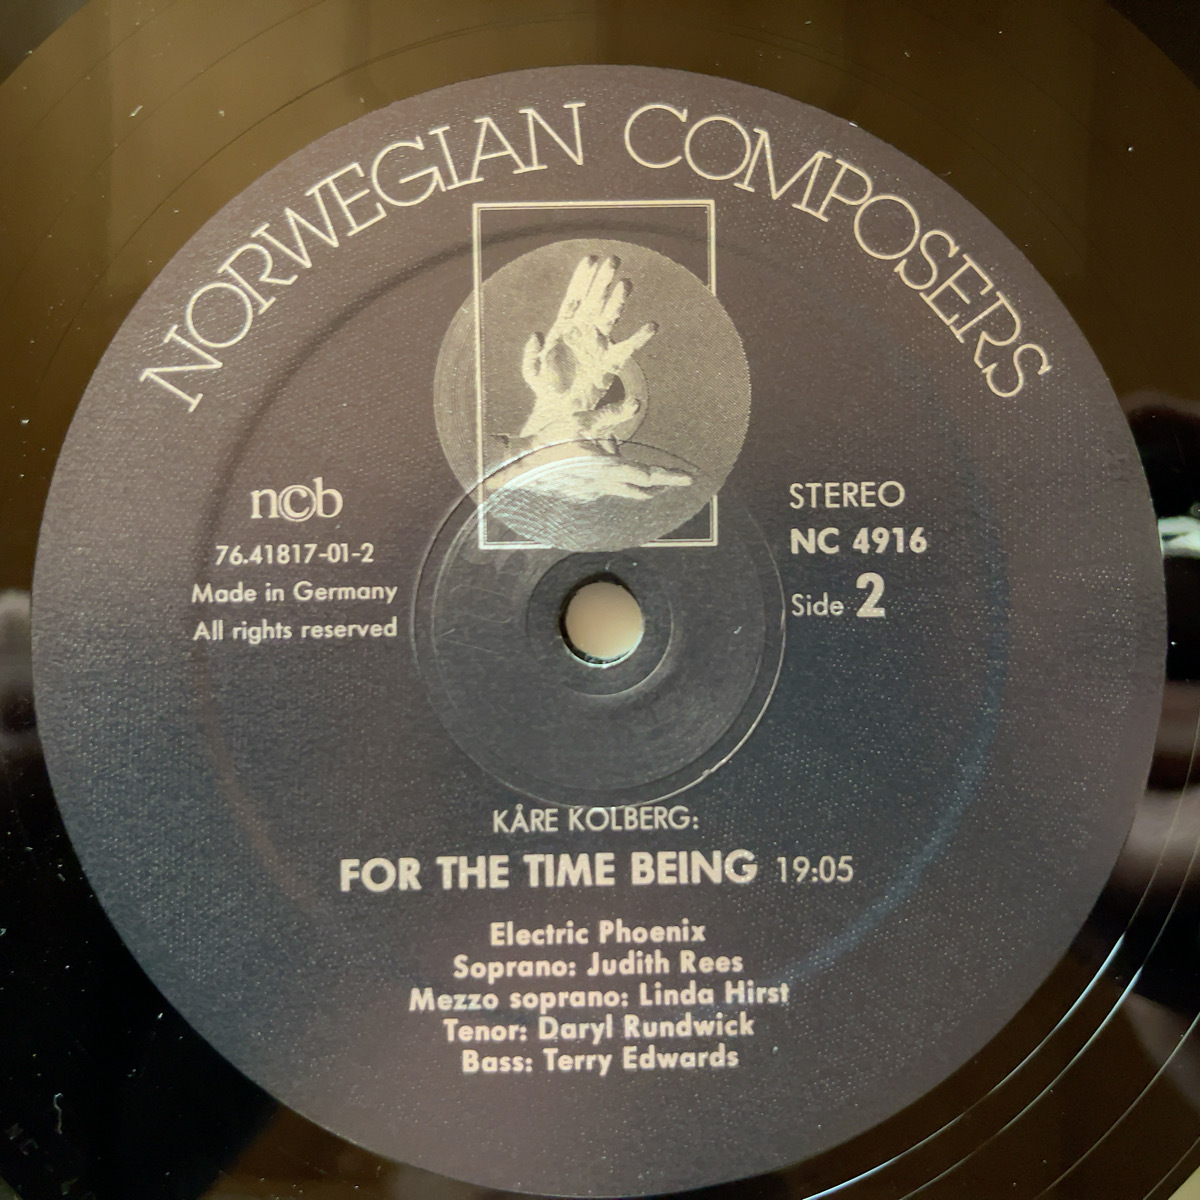 NORWEGIAN COMPOSERS
n©b
76.41817-01-2
Made in Germany
All rights reserved
STEREO
NC 4916
Side 2
KÅRE KOLBERG:
FOR THE TIME BEING 19:05
Electric Phoenix
Soprano: Judith Rees
Mezzo soprano: Linda Hirst
Tenor: Daryl Rundwick
Bass: Terry Edwards